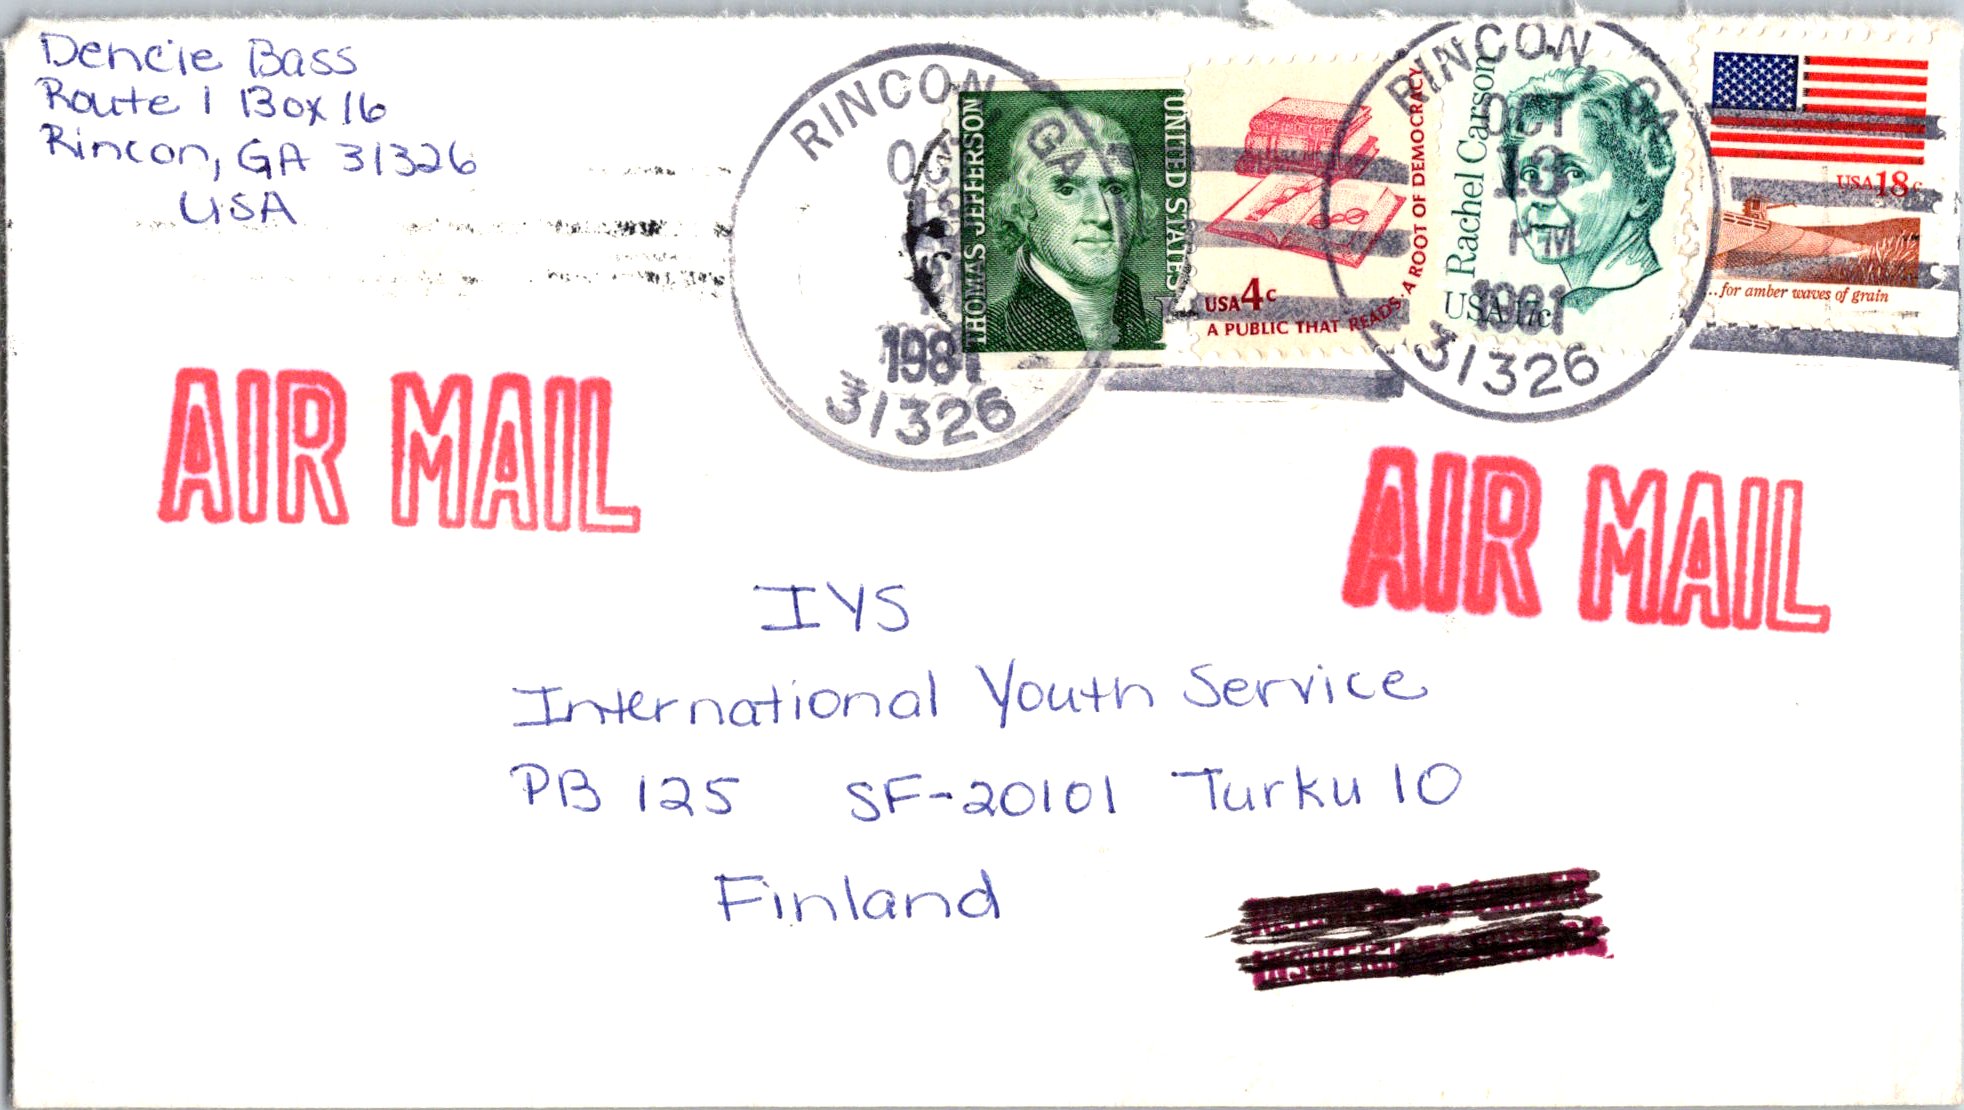 Dencie Bass
Route 1 Box 16
Rincon, GA 31326
USA
RINCON, GA
1981
31326
THOMAS JEFFERSON
UNITED STATES
USA 4c
A PUBLIC THAT READS. A ROOT OF DEMOCRACY
Rachel Carson
USA 17c
RINCON, GA
OCT
13
PM
1981
31326
USA 18c
...for amber waves of grain
AIR MAIL
AIR MAIL
IYS
International Youth Service
PB 125 SF-20101 Turku 10
Finland